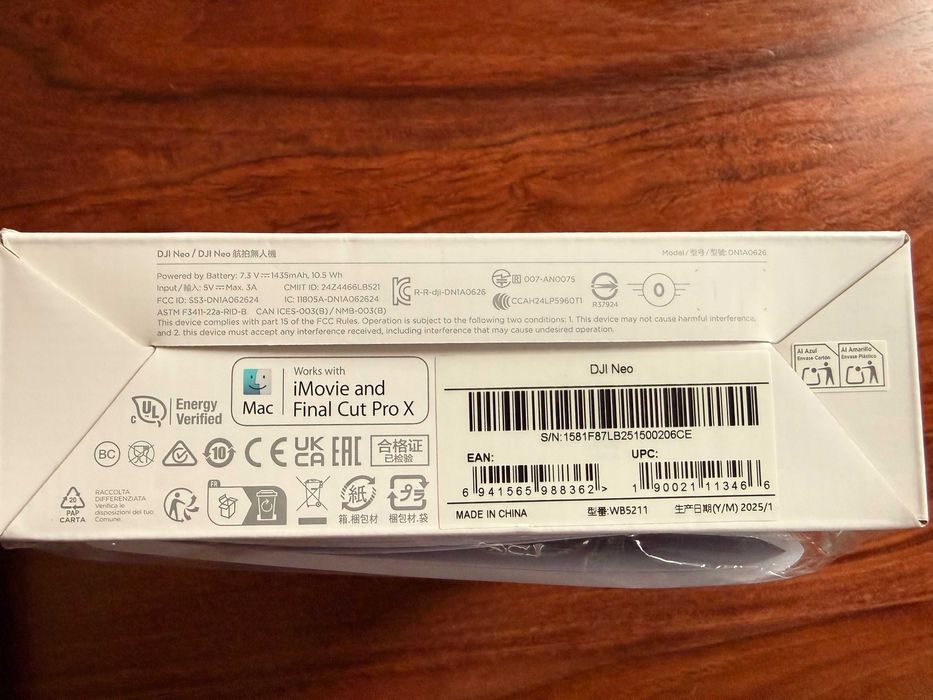 DJI Neo / DJI Neo 航拍無人機
Model / 型号 / 型號: DN1A0626
Powered by Battery: 7.3 V⎓1435mAh, 10.5 Wh
Input / 輸入: 5V⎓Max. 3A
CMIIT ID: 24Z4466LB521
FCC ID: SS3-DN1A062624
IC: 11805A-DN1A062624
ASTM F3411-22a-RID-B CAN ICES-003(B) / NMB-003(B)
R-R-dji-DN1A0626
R 007-AN0075
CCAH24LP5960T1
R37924
0
This device complies with part 15 of the FCC Rules. Operation is subject to the following two conditions: 1. This device may not cause harmful interference,
and 2. this device must accept any interference received, including interference that may cause undesired operation.
c UL
Energy
Verified
Mac
Works with
iMovie and
Final Cut Pro X
BC
10
CE
UK
CA
EAC
合格证
已检验
20
PAP
CARTA
RACCOLTA
DIFFERENZIATA
Verifica le
disposizioni del tuo
Comune.
FR
紙
箱.梱包材
プラ
梱包材.袋
DJI Neo
S/N:1581F87LB251500206CE
EAN:
6 941565 988362 >
UPC:
1 90021 11346 6
MADE IN CHINA
型番:WB5211
生产日期(Y/M) 2025/1
Al Azul
Envase Cartón
Al Amarillo
Envase Plástico